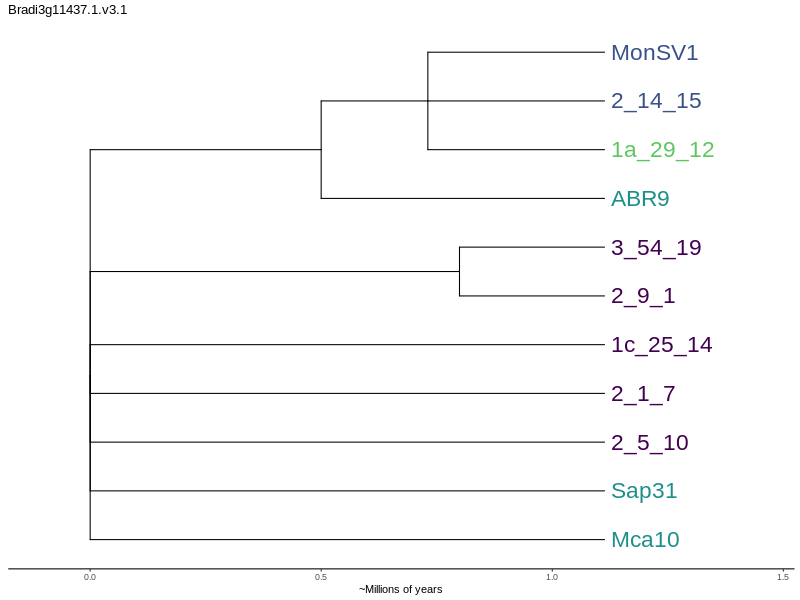 Bradi3g11437.1.v3.1
MonSV1
2_14_15
1a_29_12
ABR9
3_54_19
2_9_1
1c_25_14
2_1_7
2_5_10
Sap31
Mca10
0.0 0.5 1.0 1.5
~Millions of years